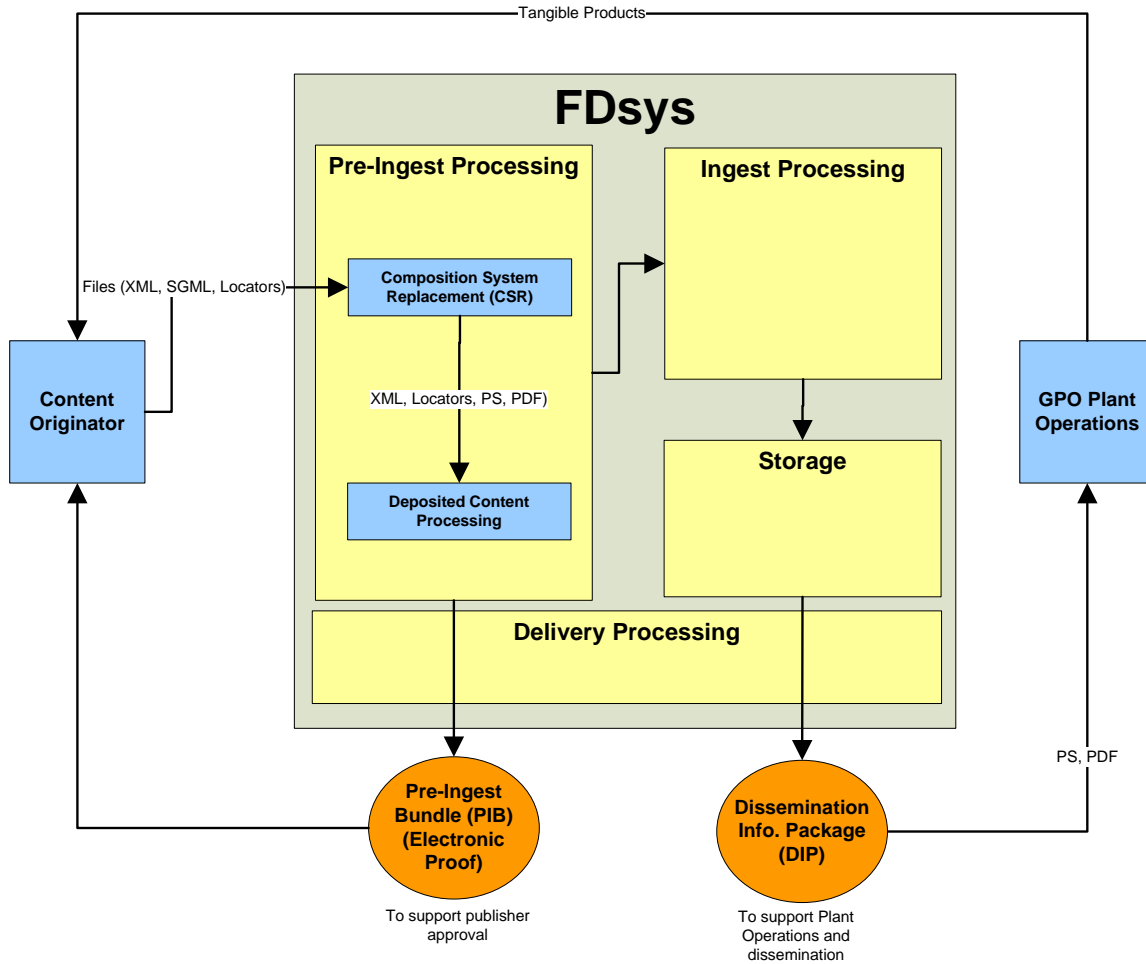 Tangible Products
FDsys
Pre-Ingest Processing
Ingest Processing
Composition System
Replacement (CSR)
Files (XML, SGML, Locators)
Content
Originator
XML, Locators, PS, PDF)
GPO Plant
Operations
Storage
Deposited Content
Processing
Delivery Processing
PS, PDF
Pre-Ingest
Bundle (PIB)
(Electronic
Proof)
Dissemination
Info. Package
(DIP)
To support publisher
approval
To support Plant
Operations and
dissemination